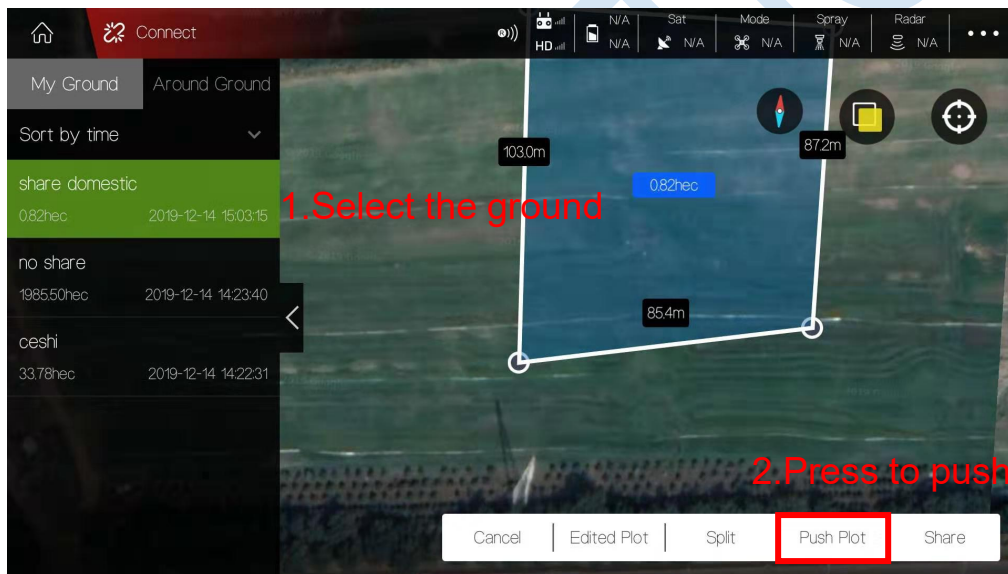 Connect
HD
N/A
N/A
Sat
N/A
Mode
N/A
Spray
N/A
Radar
N/A
My Ground
Around Ground
Sort by time
share domestic
0.82hec
2019-12-14 15:03:15
no share
1985.50hec
2019-12-14 14:23:40
ceshi
33.78hec
2019-12-14 14:22:31
103.0m
87.2m
0.82hec
1.Select the ground
85.4m
2.Press to push
Cancel
Edited Plot
Split
Push Plot
Share